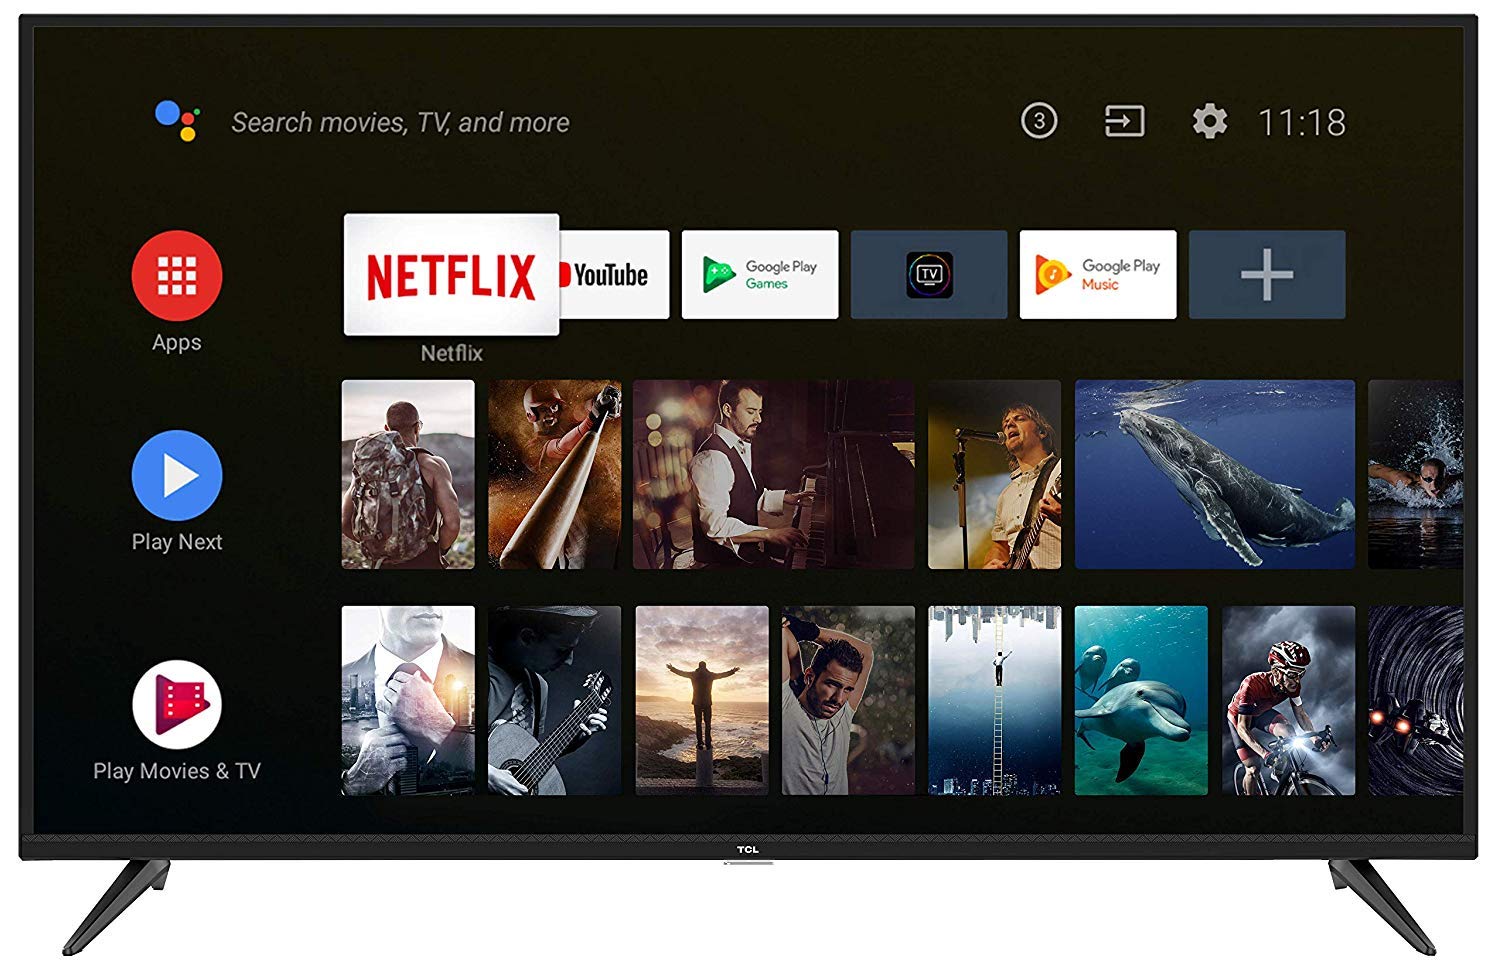 Search movies, TV, and more
3
11:18
NETFLIX
YouTube
Google Play
Games
TV
Google Play
Music
Netflix
Apps
Play Next
Play Movies & TV
TCL